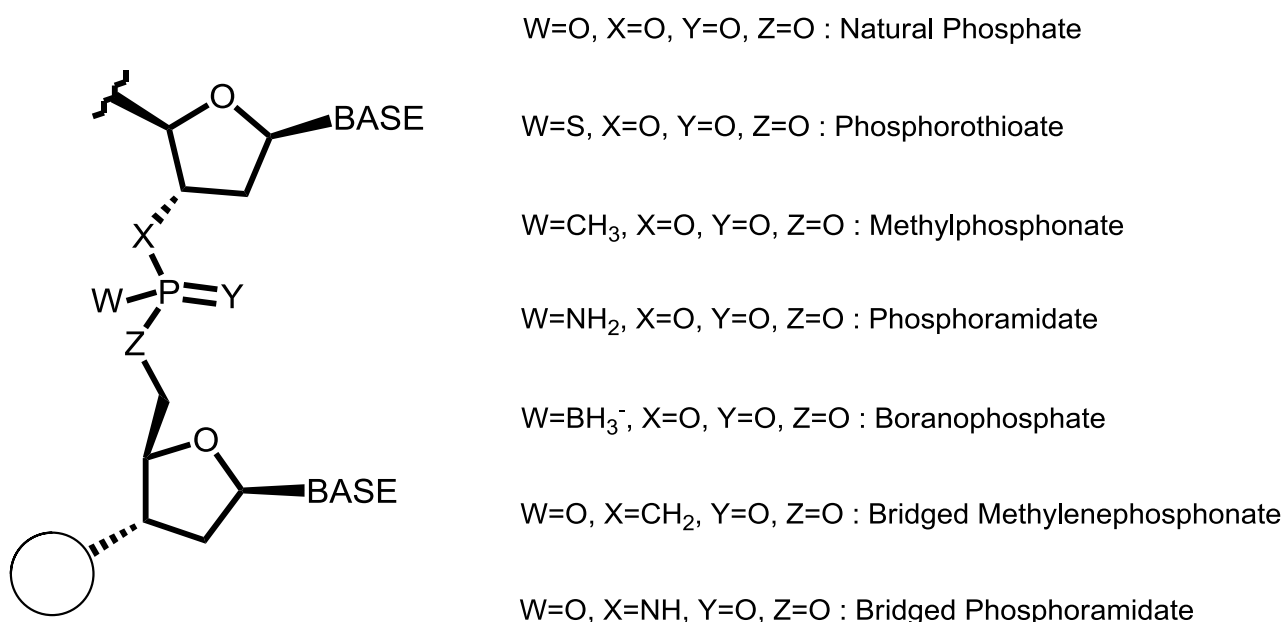 W=O, X=O, Y=O, Z=O : Natural Phosphate
O
BASE
W=S, X=O, Y=O, Z=O : Phosphorothioate
X
W=CH₃, X=O, Y=O, Z=O : Methylphosphonate
W P Y
Z
W=NH₂, X=O, Y=O, Z=O : Phosphoramidate
O
W=BH₃⁻, X=O, Y=O, Z=O : Boranophosphate
BASE
W=O, X=CH₂, Y=O, Z=O : Bridged Methylenephosphonate
W=O, X=NH, Y=O, Z=O : Bridged Phosphoramidate